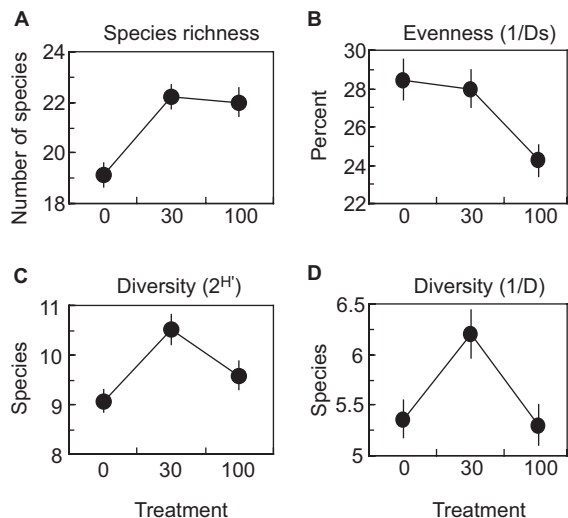 A
Species richness
Number of species
24
22
20
19
18
0 30 100
B
Evenness (1/Ds)
Percent
30
28
26
24
22
0 30 100
C
Diversity (2H')
Species
11
10
9
8
0 30 100
Treatment
D
Diversity (1/D)
Species
6.5
6
5.5
5
0 30 100
Treatment